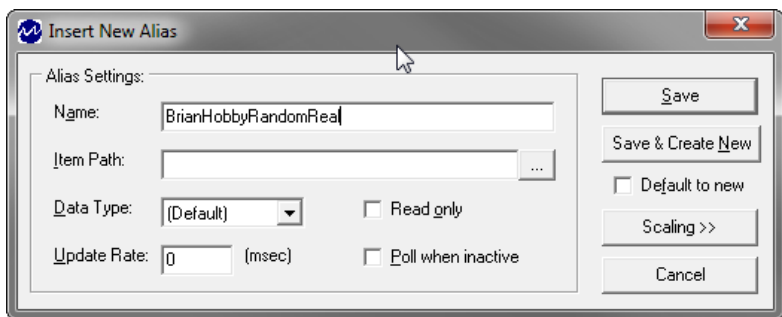 Insert New Alias
Alias Settings:
Name: BrianHobbyRandomReal
Item Path: ...
Data Type: (Default) Read only
Update Rate: 0 (msec) Poll when inactive
Save
Save & Create New
Default to new
Scaling >>
Cancel